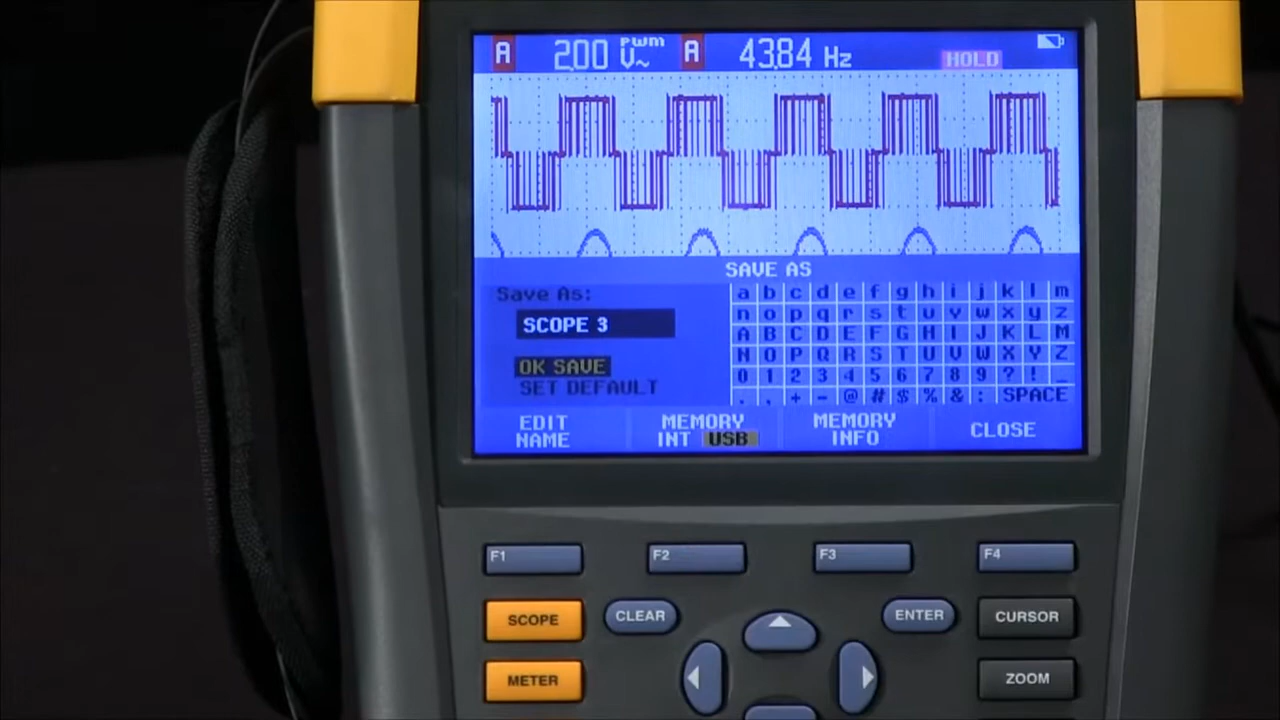 A 2.00 PWM V~ A 43.84 Hz HOLD
SAVE AS
Save As:
SCOPE 3
OK SAVE
SET DEFAULT
a b c d e f g h i j k l m
n o p q r s t u v w x y z
A B C D E F G H I J K L M
N O P Q R S T U V W X Y Z
0 1 2 3 4 5 6 7 8 9 ? ! _
. , + - @ # $ % & : SPACE
EDIT NAME
MEMORY INT USB
MEMORY INFO
CLOSE
F1 F2 F3 F4
SCOPE CLEAR ENTER CURSOR
METER ZOOM